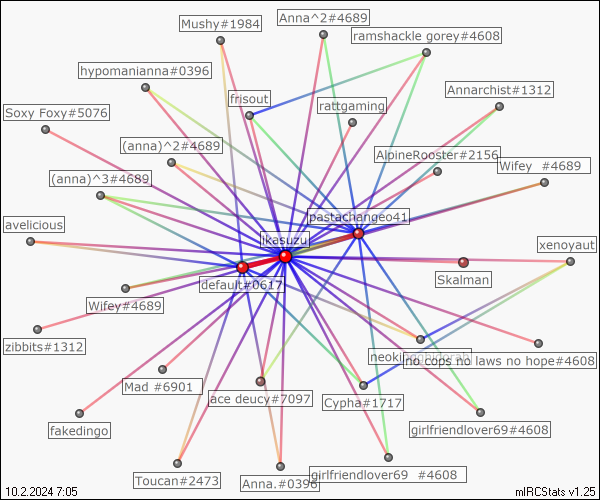 Mushy#1984
Anna^2#4689
ramshackle gorey#4608
hypomanianna#0396
frisout
rattgaming
Annarchist#1312
Soxy Foxy#5076
(anna)^2#4689
AlpineRooster#2156
Wifey #4689
(anna)^3#4689
pastachangeo41
avelicious
ikasuzu
xenoyaut
Skalman
default#0617
Wifey#4689
zibbits#1312
no cops no laws no hope#4608
Mad #6901
ace deucy#7097
Cypha#1717
fakedingo
girlfriendlover69#4608
Toucan#2473
Anna.#0396
girlfriendlover69 #4608
10.2.2024 7:05
mIRCStats v1.25